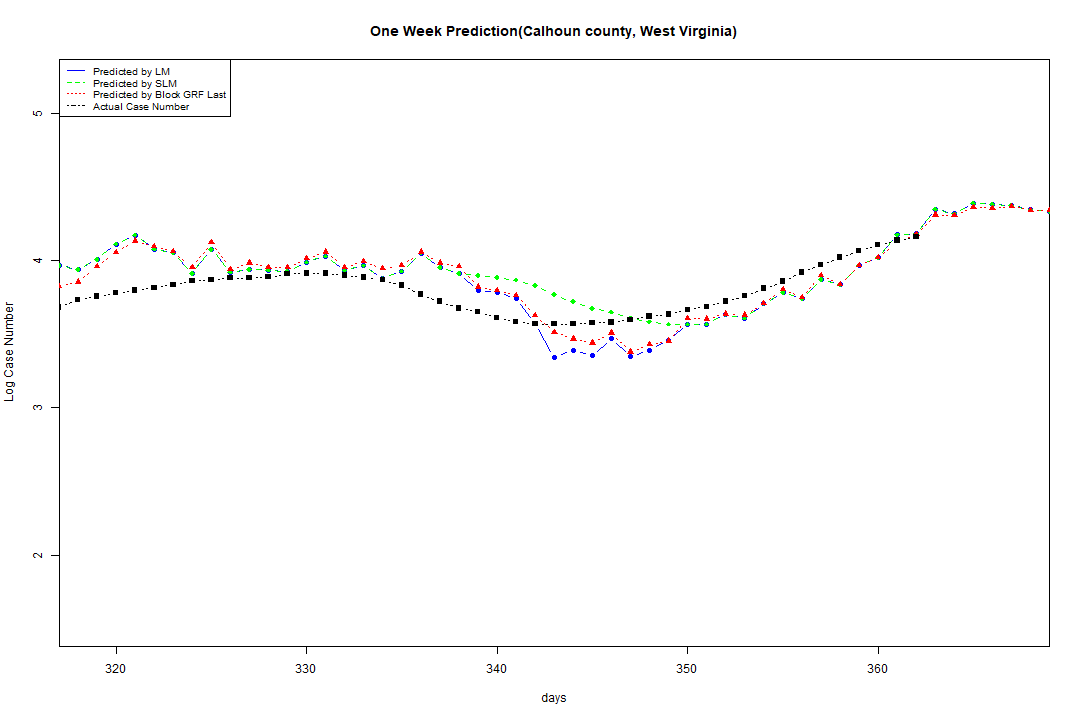 One Week Prediction(Calhoun county, West Virginia)
Predicted by LM
Predicted by SLM
Predicted by Block GRF Last
Actual Case Number
5
4
3
2
Log Case Number
320 330 340 350 360
days